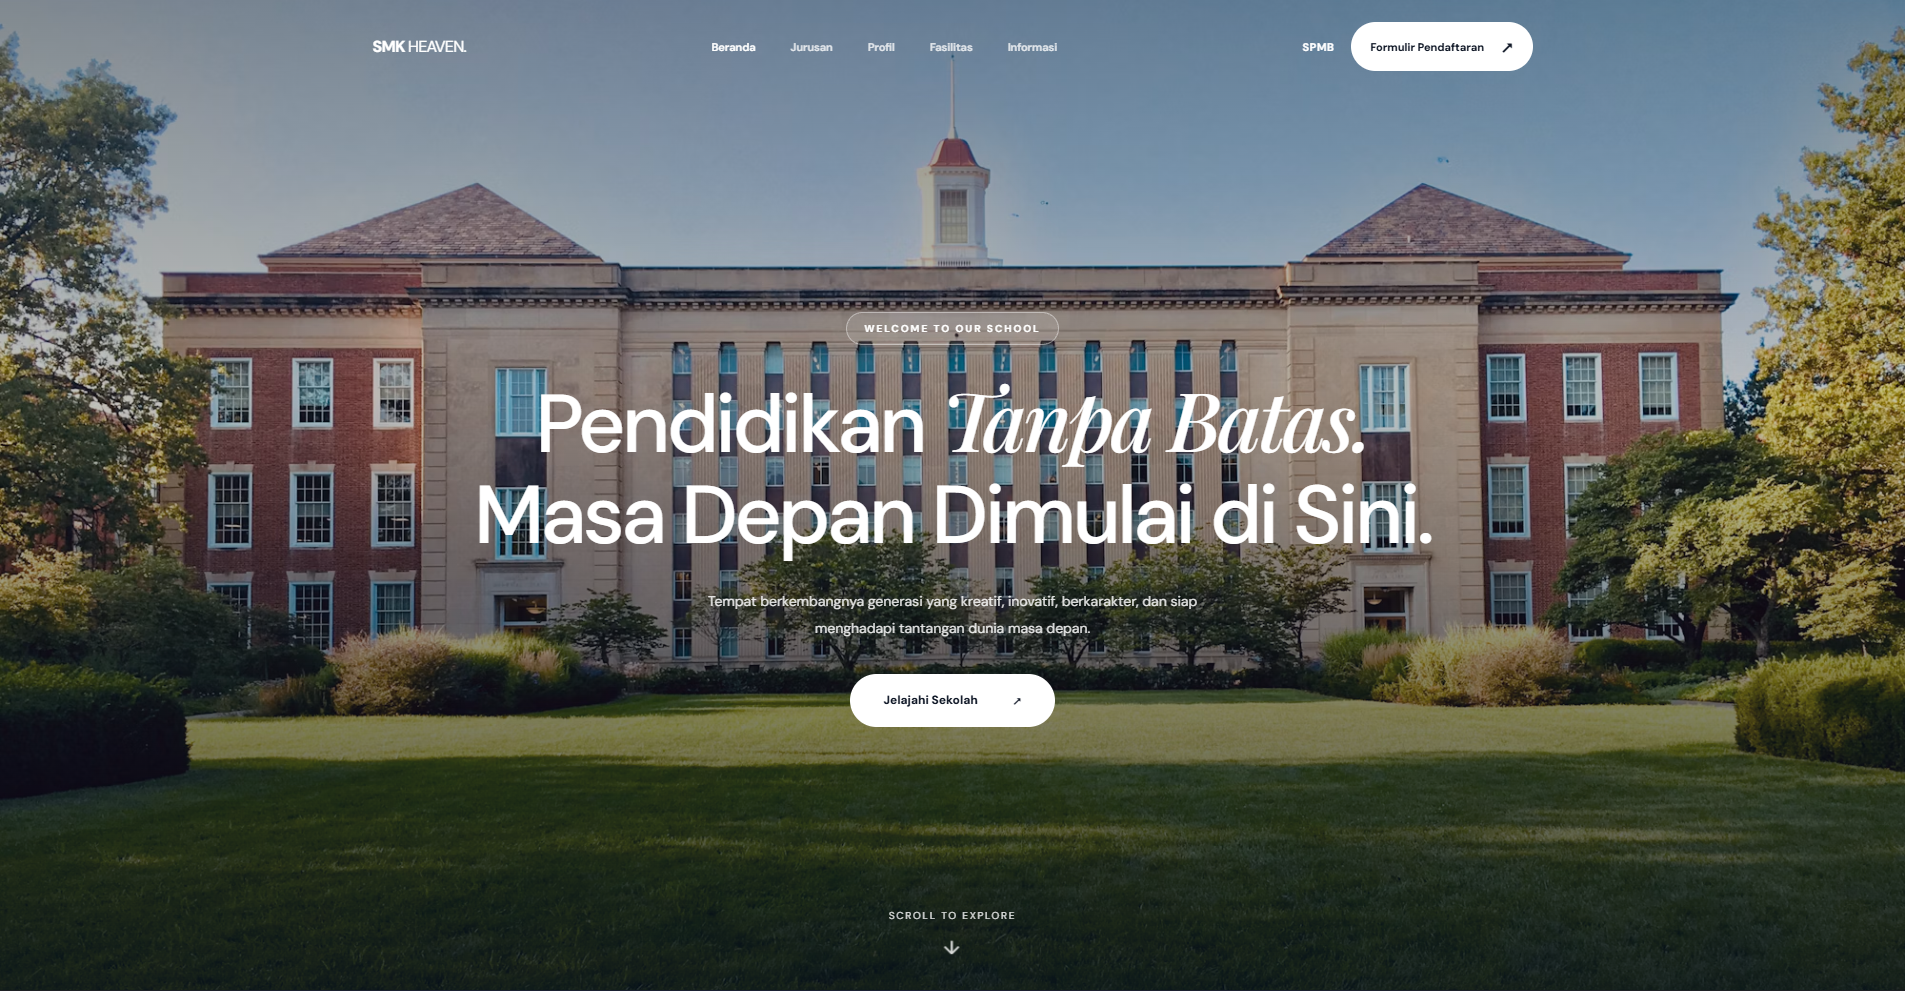 SMK HEAVEN.
Beranda
Jurusan
Profil
Fasilitas
Informasi
SPMB
Formulir Pendaftaran ↗
WELCOME TO OUR SCHOOL
Pendidikan Tanpa Batas.
Masa Depan Dimulai di Sini.
Tempat berkembangnya generasi yang kreatif, inovatif, berkarakter, dan siap
menghadapi tantangan dunia masa depan.
Jelajahi Sekolah ↗
SCROLL TO EXPLORE